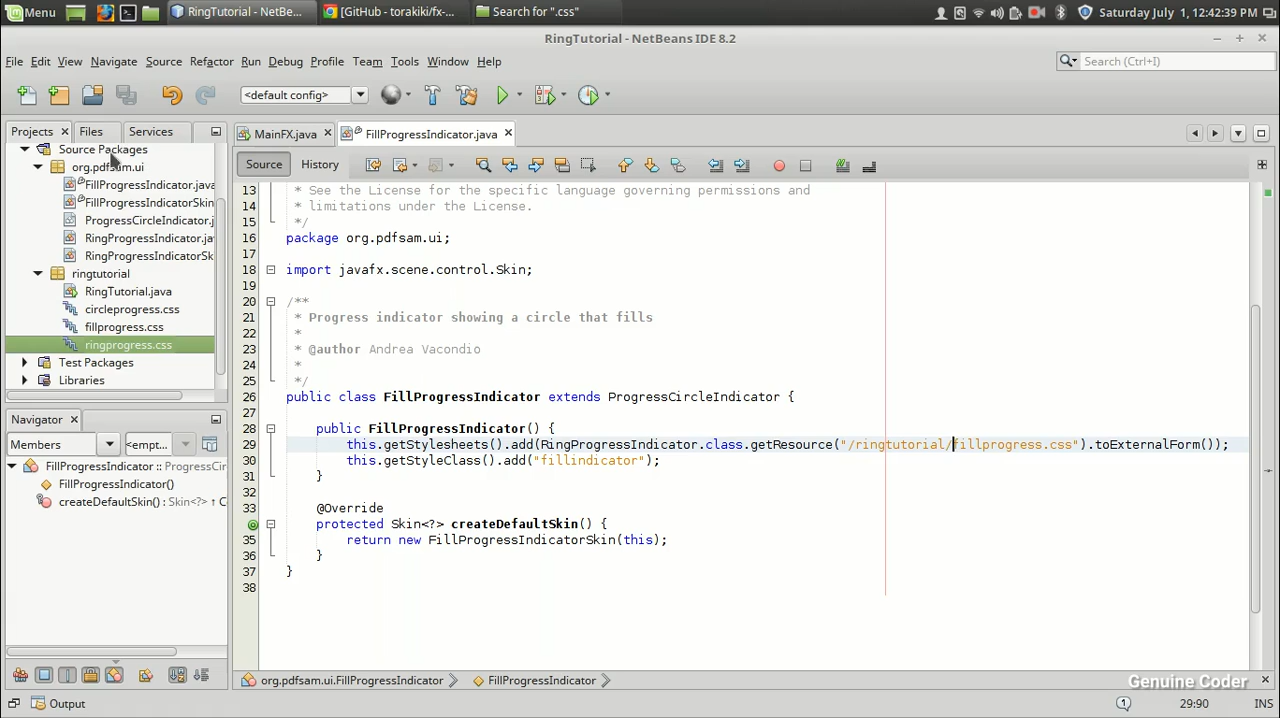 Menu
RingTutorial - NetBe...
[GitHub - torakiki/fx-...
Search for ".css"
Saturday July 1, 12:42:39 PM
RingTutorial - NetBeans IDE 8.2
File Edit View Navigate Source Refactor Run Debug Profile Team Tools Window Help
Search (Ctrl+I)
<default config>
Projects Files Services
MainFX.java
FillProgressIndicator.java
Source History
Source Packages
org.pdfsam.ui
FillProgressIndicator.java
FillProgressIndicatorSkin
ProgressCircleIndicator.j
RingProgressIndicator.ja
RingProgressIndicatorSk
ringtutorial
RingTutorial.java
circleprogress.css
fillprogress.css
ringprogress.css
Test Packages
Libraries
Navigator
Members
<empt...
FillProgressIndicator :: ProgressCir
FillProgressIndicator()
createDefaultSkin() : Skin<?> ↑ C
13 * See the License for the specific language governing permissions and
14 * limitations under the License.
15 */
16 package org.pdfsam.ui;
17
18 import javafx.scene.control.Skin;
19
20 /**
21 * Progress indicator showing a circle that fills
22 *
23 * @author Andrea Vacondio
24 *
25 */
26 public class FillProgressIndicator extends ProgressCircleIndicator {
27
28 public FillProgressIndicator() {
29 this.getStylesheets().add(RingProgressIndicator.class.getResource("/ringtutorial/fillprogress.css").toExternalForm());
30 this.getStyleClass().add("fillindicator");
31 }
32
33 @Override
34 protected Skin<?> createDefaultSkin() {
35 return new FillProgressIndicatorSkin(this);
36 }
37 }
38
org.pdfsam.ui.FillProgressIndicator
FillProgressIndicator
Genuine Coder
Output
1
29:90
INS